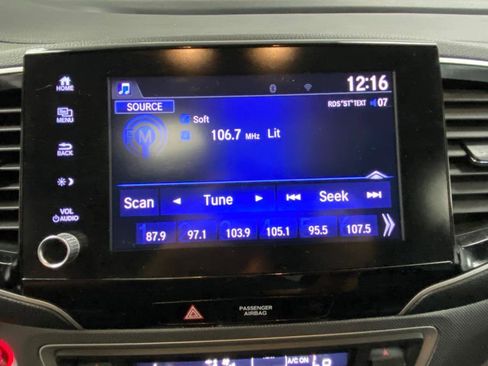 12:16
HOME
SOURCE
RDS "ST" TEXT 07
MENU
FM
Soft
106.7 MHz Lit
BACK
Scan ◄ Tune ► ⏮ Seek ⏭
VOL
AUDIO
87.9 97.1 103.9 105.1 95.5 107.5
PASSENGER
AIRBAG
A/C ON